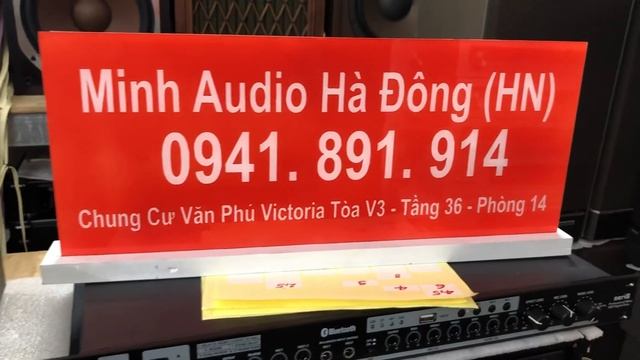 Minh Audio Hà Đông (HN)
0941. 891. 914
Chung Cư Văn Phú Victoria Tòa V3 - Tầng 36 - Phòng 14
Bluetooth